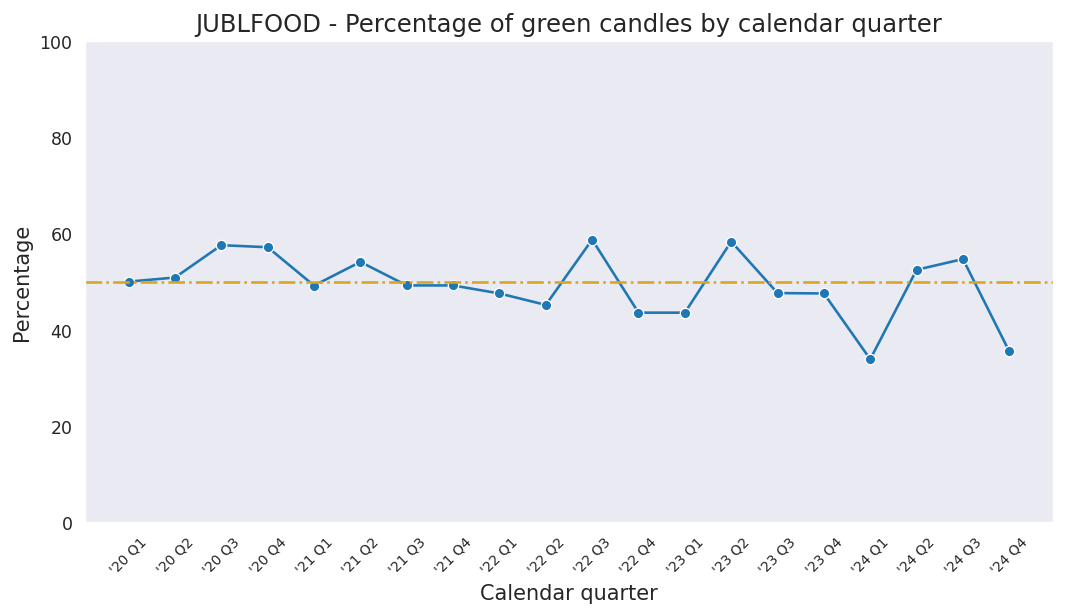 JUBLFOOD - Percentage of green candles by calendar quarter
Percentage
100
80
60
40
20
0
'20 Q1
'20 Q2
'20 Q3
'20 Q4
'21 Q1
'21 Q2
'21 Q3
'21 Q4
'22 Q1
'22 Q2
'22 Q3
'22 Q4
'23 Q1
'23 Q2
'23 Q3
'23 Q4
'24 Q1
'24 Q2
'24 Q3
'24 Q4
Calendar quarter